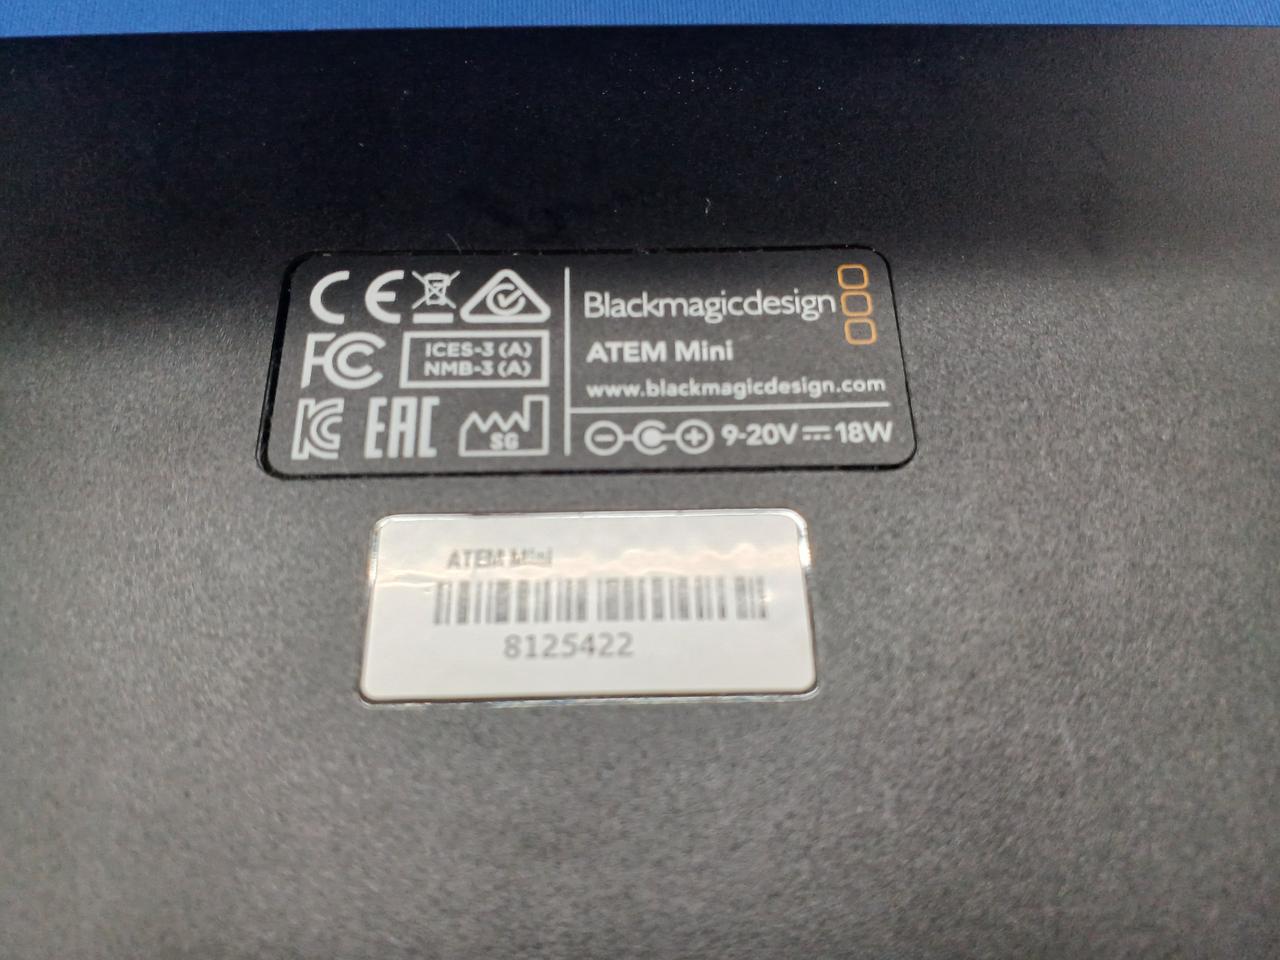 CE
FC
ICES-3 (A)
NMB-3 (A)
EAC
SG
Blackmagicdesign
ATEM Mini
www.blackmagicdesign.com
9-20V⎓18W
ATEM Mini
8125422